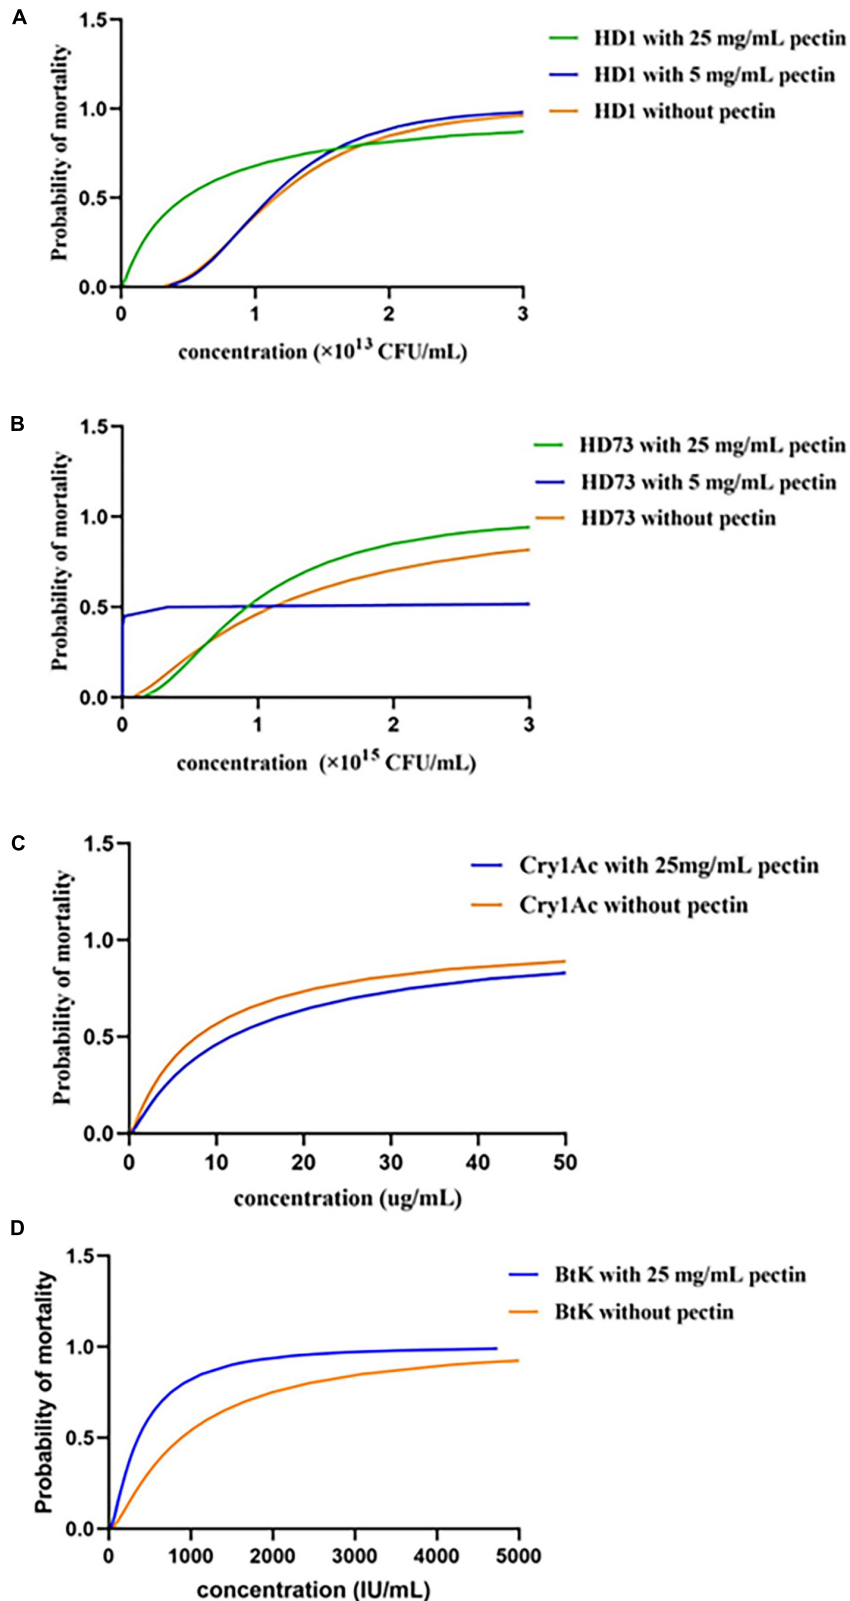 A
1.5
1.0
0.5
0.0
Probability of mortality
0 1 2 3
concentration (×10¹³ CFU/mL)
HD1 with 25 mg/mL pectin
HD1 with 5 mg/mL pectin
HD1 without pectin
B
1.5
1.0
0.5
0.0
Probability of mortality
0 1 2 3
concentration (×10¹⁵ CFU/mL)
HD73 with 25 mg/mL pectin
HD73 with 5 mg/mL pectin
HD73 without pectin
C
1.5
1.0
0.5
0.0
Probability of mortality
0 10 20 30 40 50
concentration (ug/mL)
Cry1Ac with 25mg/mL pectin
Cry1Ac without pectin
D
1.5
1.0
0.5
0.0
Probability of mortality
0 1000 2000 3000 4000 5000
concentration (IU/mL)
BtK with 25 mg/mL pectin
BtK without pectin